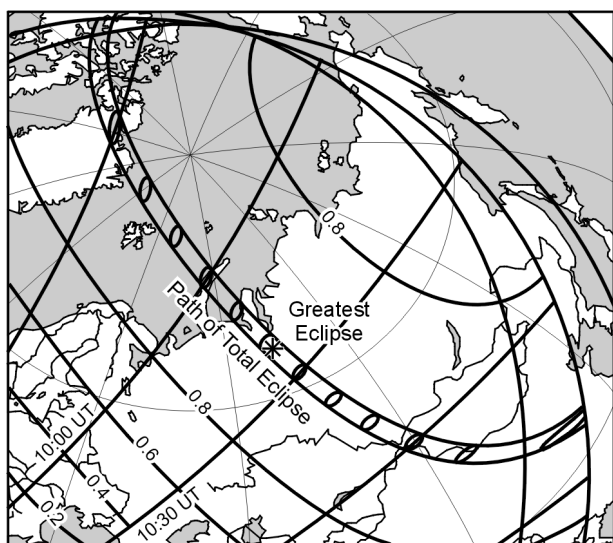 0.8
Greatest
Eclipse
Path of Total Eclipse
0.8
10:00 UT
0.6
0.4
10:30 UT
0.2